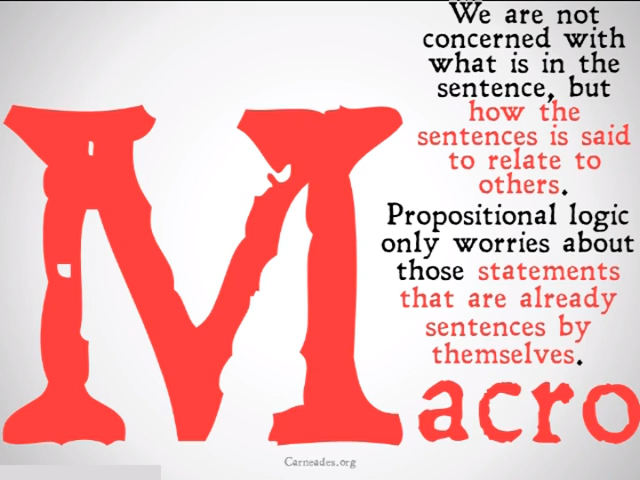 We are not
concerned with
what is in the
sentence, but
how the
sentences is said
to relate to
others.
Propositional logic
only worries about
those statements
that are already
sentences by
themselves.
Macro
Carneades.org